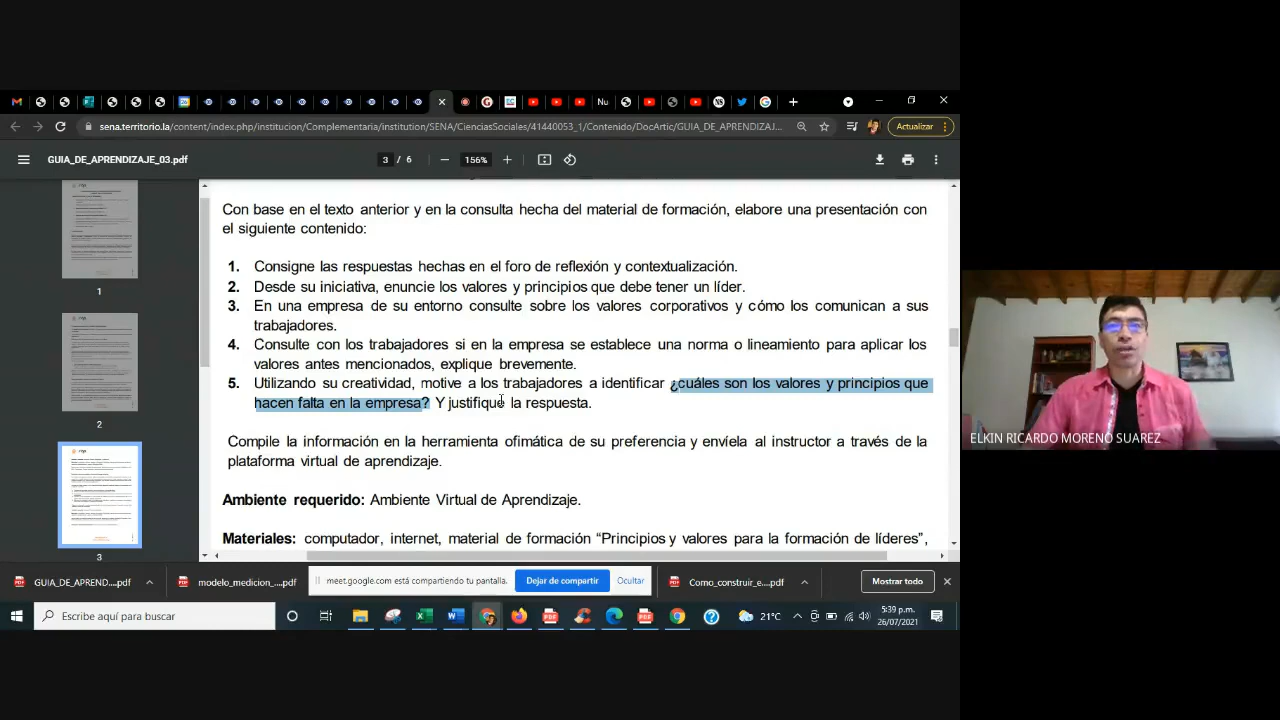 Nu
sena.territorio.la/content/index.php/institucion/Complementaria/institution/SENA/CienciasSociales/41440053_1/Contenido/DocArtic/GUIA_DE_APRENDIZAJ...
Actualizar
GUIA_DE_APRENDIZAJE_03.pdf
3 / 6
156%
Con base en el texto anterior y en la consulta hecha del material de formación, elabore una presentación con
el siguiente contenido:
1. Consigne las respuestas hechas en el foro de reflexión y contextualización.
2. Desde su iniciativa, enuncie los valores y principios que debe tener un líder.
3. En una empresa de su entorno consulte sobre los valores corporativos y cómo los comunican a sus
trabajadores.
4. Consulte con los trabajadores si en la empresa se establece una norma o lineamiento para aplicar los
valores antes mencionados, explique brevemente.
5. Utilizando su creatividad, motive a los trabajadores a identificar ¿cuáles son los valores y principios que
hacen falta en la empresa? Y justifique la respuesta.
Compile la información en la herramienta ofimática de su preferencia y envíela al instructor a través de la
plataforma virtual de aprendizaje.
Ambiente requerido: Ambiente Virtual de Aprendizaje.
Materiales: computador, internet, material de formación “Principios y valores para la formación de líderes”,
1
2
3
ELKIN RICARDO MORENO SUAREZ
GUIA_DE_APREND....pdf
modelo_medicion_....pdf
meet.google.com está compartiendo tu pantalla.
Dejar de compartir
Ocultar
Como_construir_e....pdf
Mostrar todo
Escribe aquí para buscar
21°C
5:39 p.m.
26/07/2021